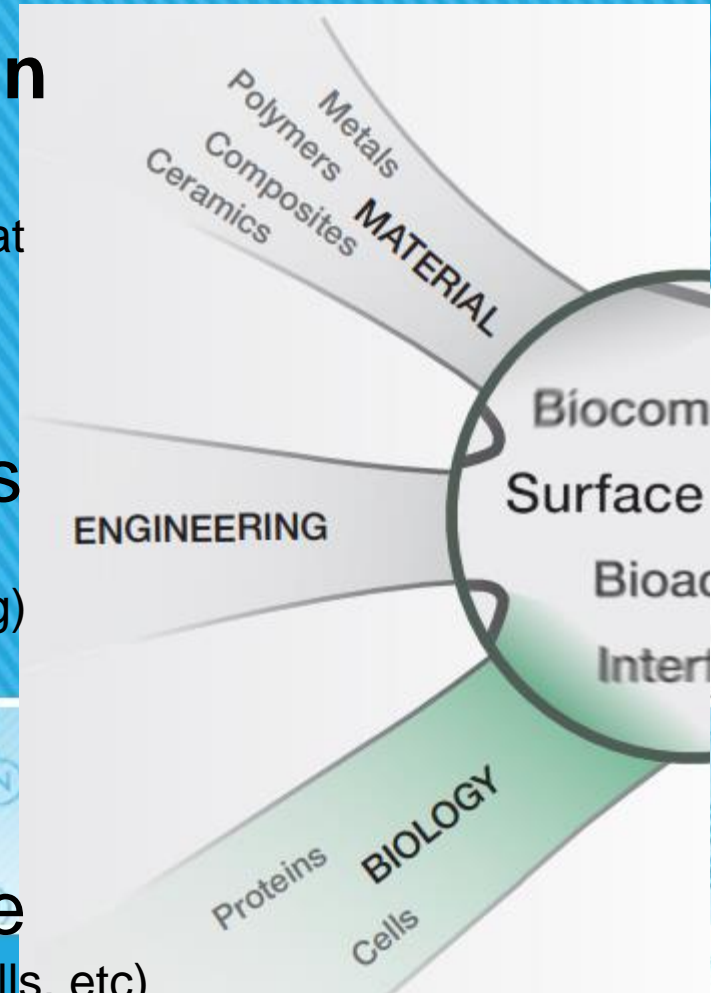 n
at
s
g)
e
lls, etc)
Metals
Polymers
Composites
Ceramics
MATERIAL
ENGINEERING
BIOLOGY
Proteins
Cells
Biocom
Surface
Bioac
Interf